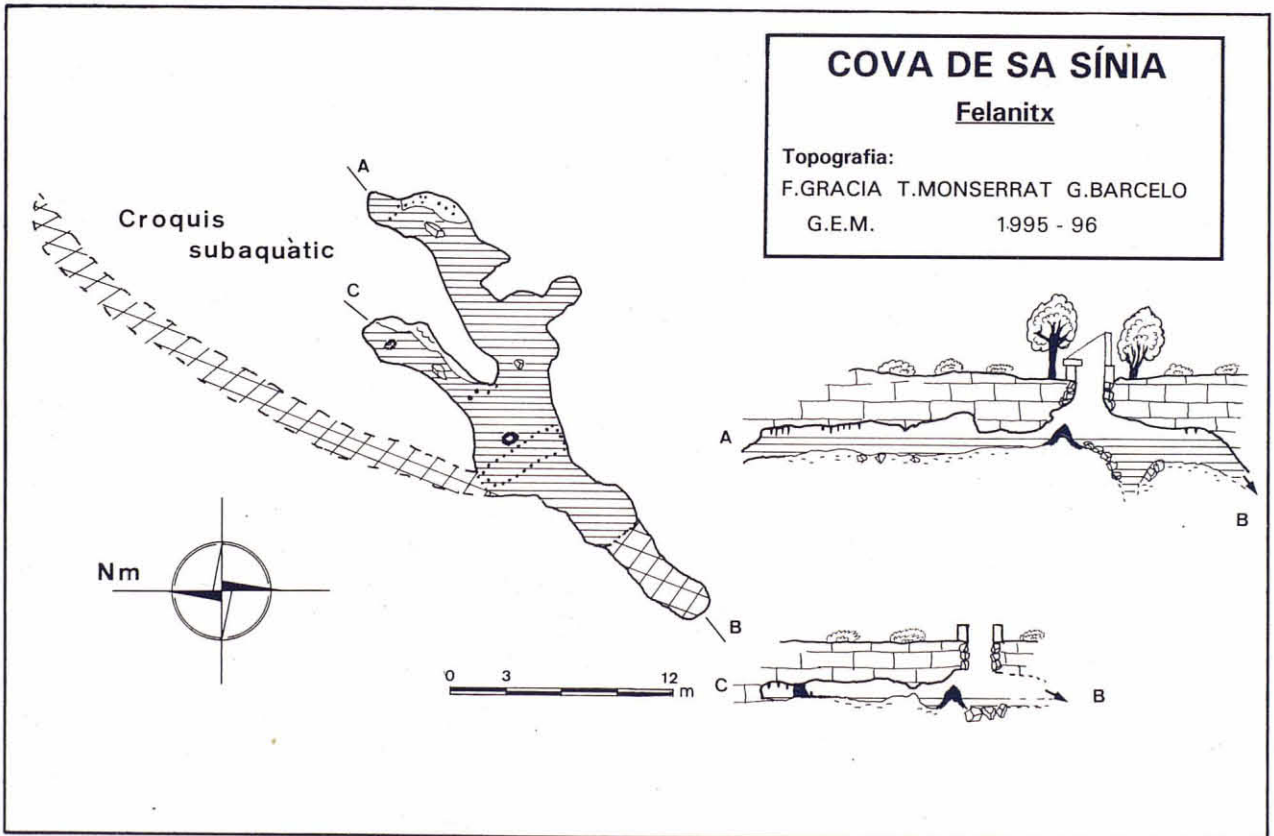 COVA DE SA SÍNIA
Felanitx
Topografia:
F.GRACIA T.MONSERRAT G.BARCELO
G.E.M. 1995 - 96
Croquis
subaquàtic
A
C
B
Nm
0 3 12
m
A
B
C
B